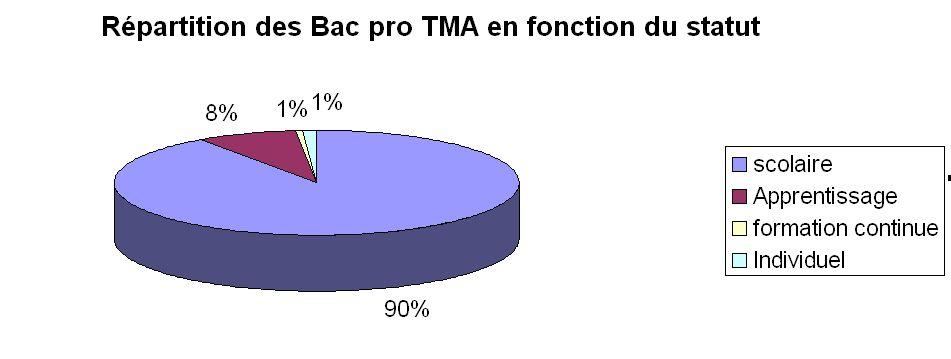 Répartition des Bac pro TMA en fonction du statut
8%
1%
1%
90%
scolaire
Apprentissage
formation continue
Individuel